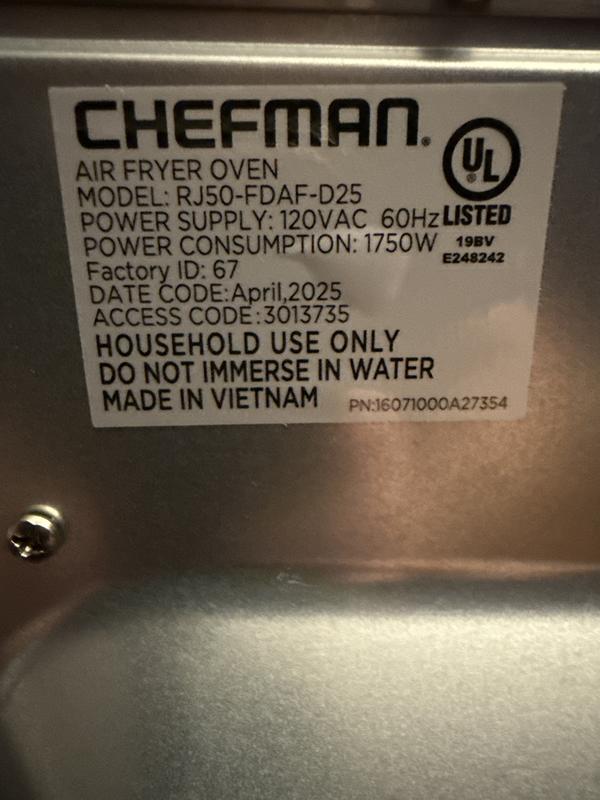 CHEFMAN®
AIR FRYER OVEN
MODEL: RJ50-FDAF-D25
POWER SUPPLY: 120VAC 60Hz
POWER CONSUMPTION: 1750W
Factory ID: 67
DATE CODE:April,2025
ACCESS CODE:3013735
HOUSEHOLD USE ONLY
DO NOT IMMERSE IN WATER
MADE IN VIETNAM
PN:16071000A27354
UL®
LISTED
19BV
E248242